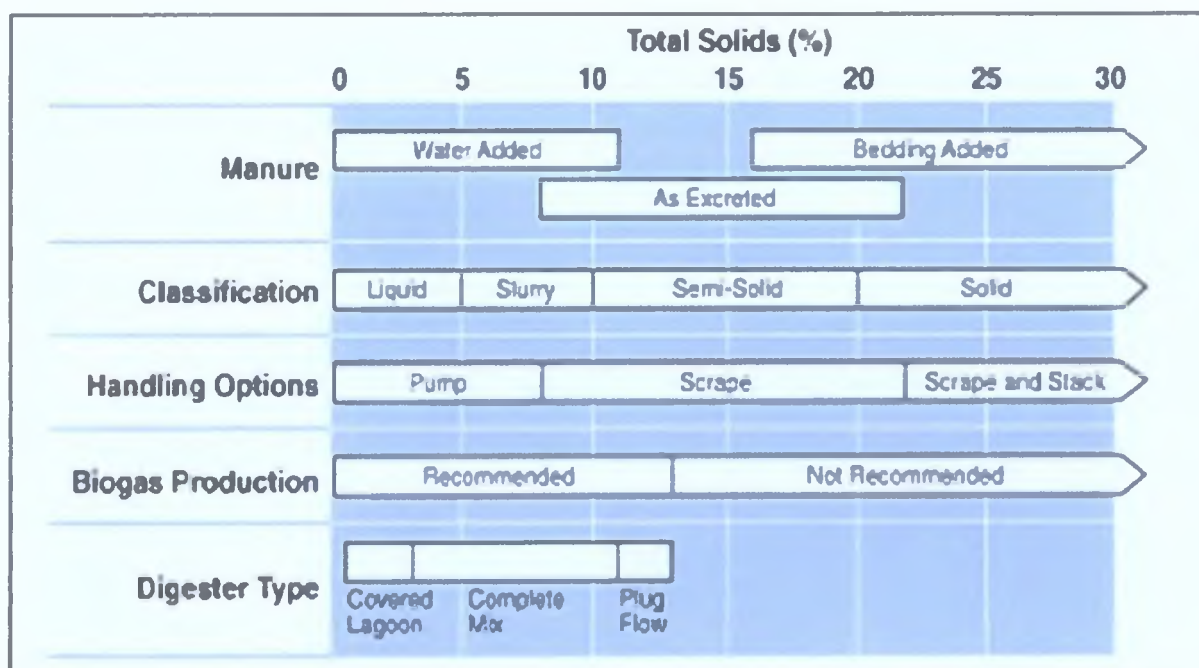 Total Solids (%)
0 5 10 15 20 25 30
Manure
Water Added
Bedding Added
As Excreted
Classification
Liquid
Slurry
Semi-Solid
Solid
Handling Options
Pump
Scrape
Scrape and Stack
Biogas Production
Recommended
Not Recommended
Digester Type
Covered
Lagoon
Complete
Mix
Plug
Flow